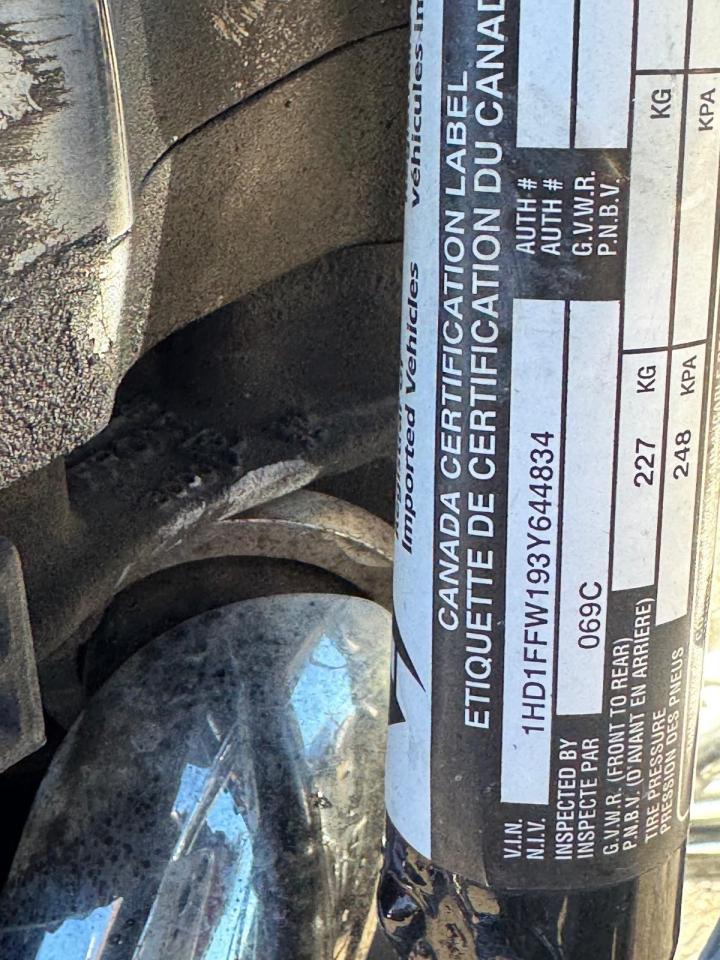 Imported Vehicles
véhicules im
CANADA CERTIFICATION LABEL
ETIQUETTE DE CERTIFICATION DU CANAD
V.I.N. 1HD1FFW193Y644834 AUTH #
N.I.V. AUTH #
INSPECTED BY 069C G.V.W.R.
INSPECTE PAR P.N.B.V.
G.V.W.R. (FRONT TO REAR) 227 KG KG
P.N.B.V. (D'AVANT EN ARRIERE)
TIRE PRESSURE 248 KPA KPA
PRESSION DES PNEUS